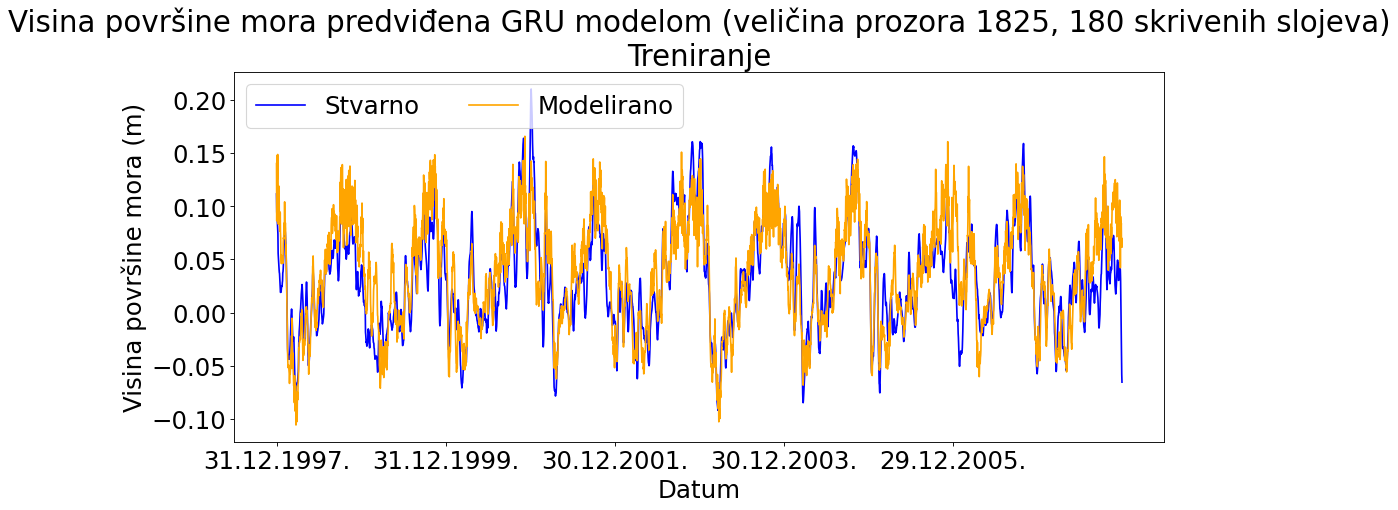 Visina površine mora predviđena GRU modelom (veličina prozora 1825, 180 skrivenih slojeva)
Treniranje
Stvarno
Modelirano
Visina površine mora (m)
0.20
0.15
0.10
0.05
0.00
−0.05
−0.10
31.12.1997.
31.12.1999.
30.12.2001.
30.12.2003.
29.12.2005.
Datum